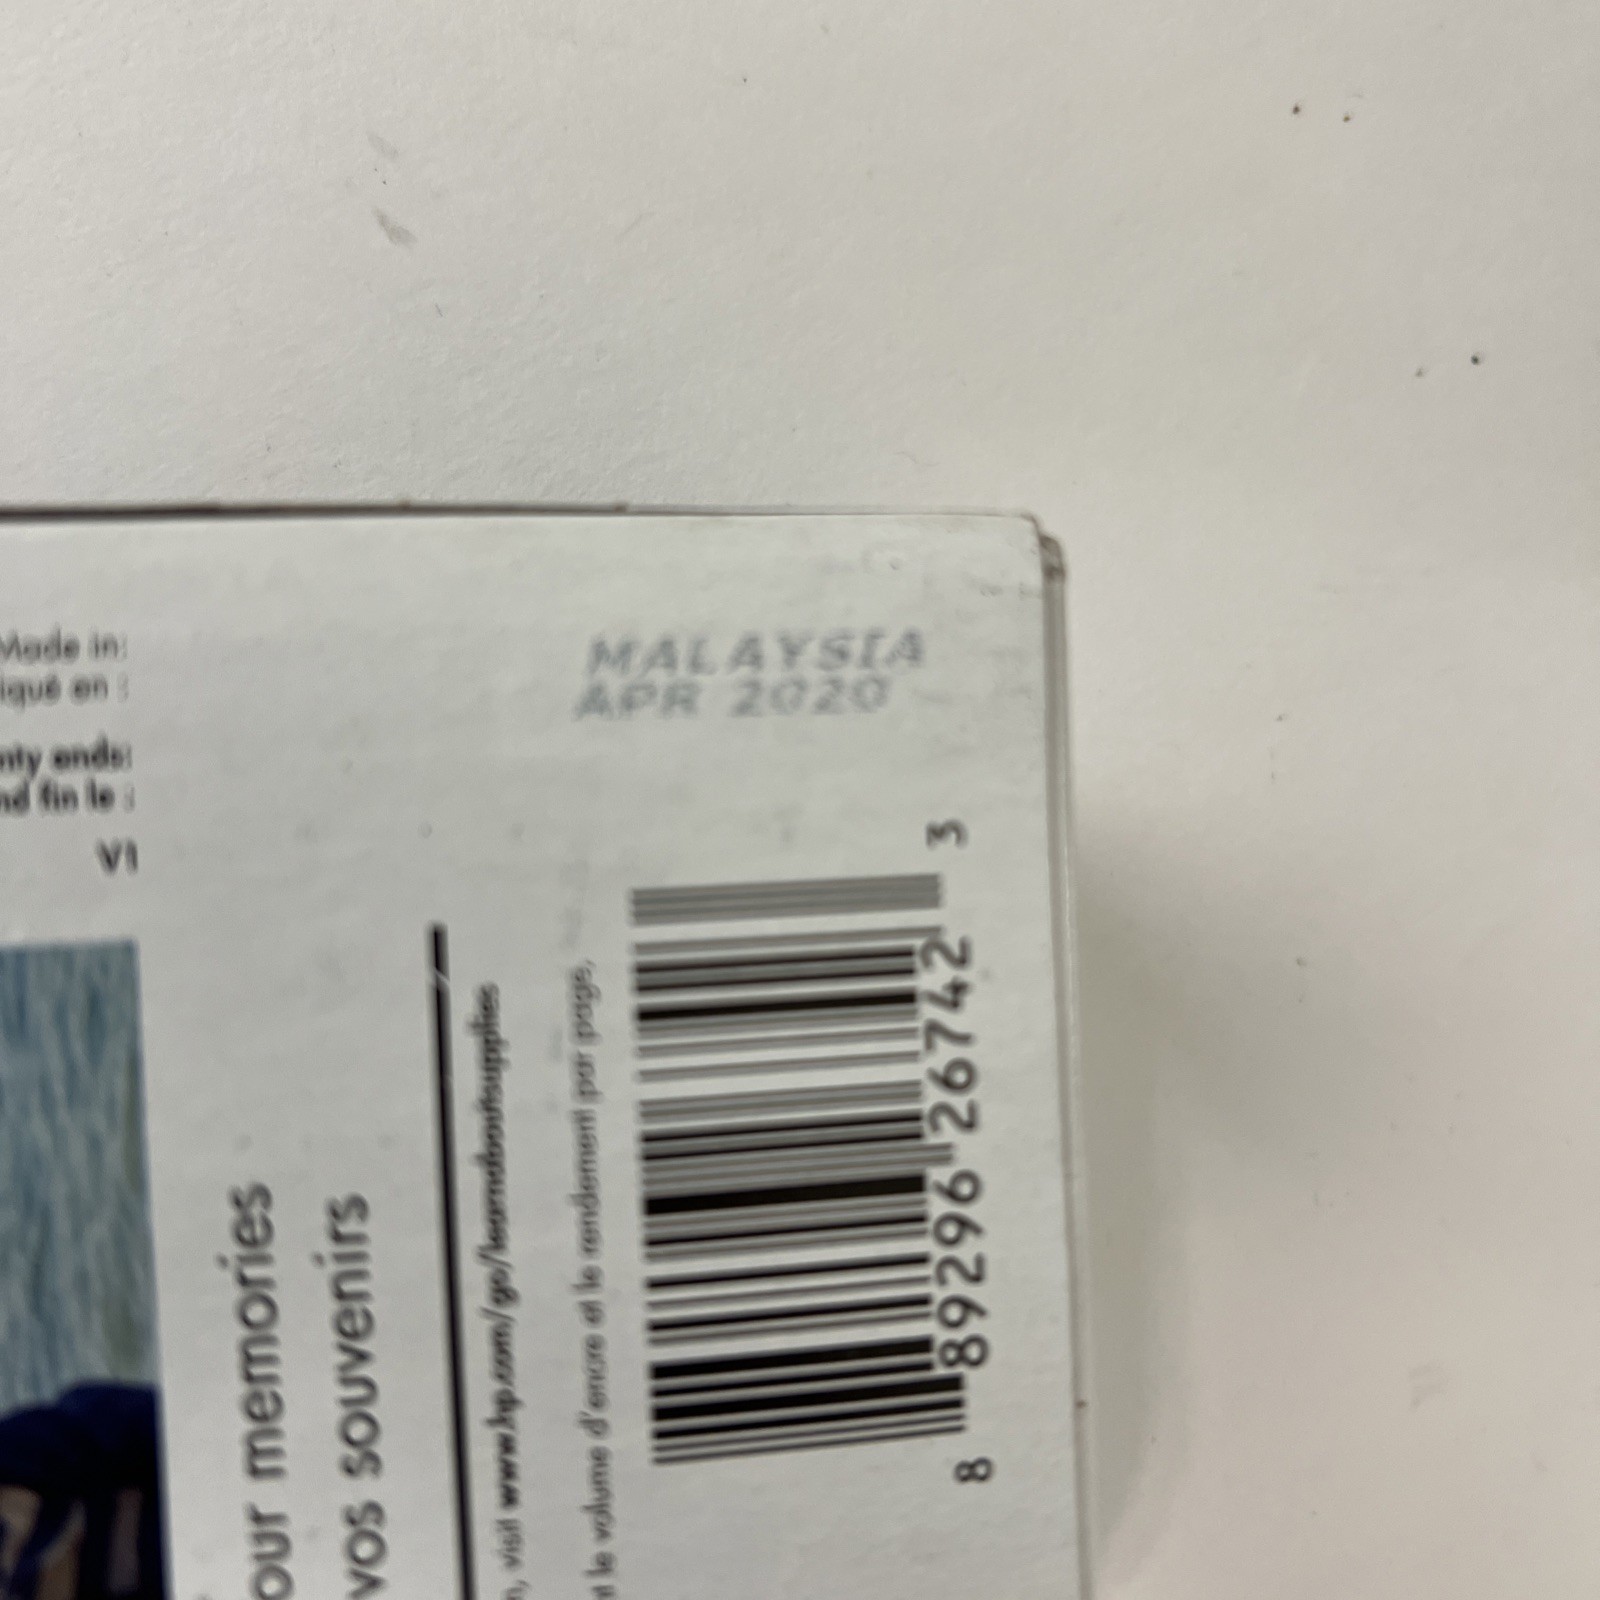 Made in:
iqué en :
MALAYSIA
APR 2020
nty ends:
nd fin le :
V1
our memories
vos souvenirs
n, visit www.hp.com/go/learnaboutsupplies
le volume d'encre et le rendement par page,
8 89296 26742 3